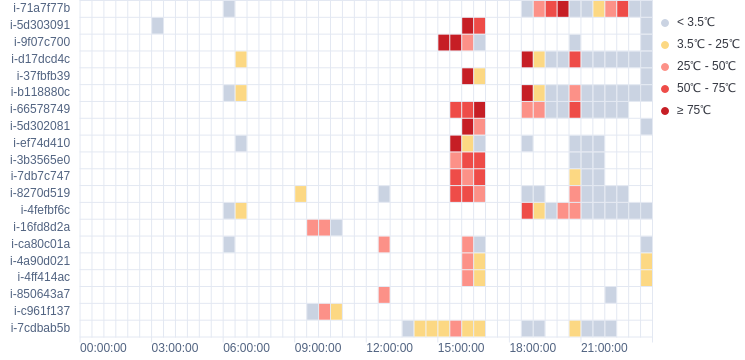 i-71a7f77b
i-5d303091
i-9f07c700
i-d17dcd4c
i-37fbfb39
i-b118880c
i-66578749
i-5d302081
i-ef74d410
i-3b3565e0
i-7db7c747
i-8270d519
i-4fefbf6c
i-16fd8d2a
i-ca80c01a
i-4a90d021
i-4ff414ac
i-850643a7
i-c961f137
i-7cdbab5b
00:00:00 03:00:00 06:00:00 09:00:00 12:00:00 15:00:00 18:00:00 21:00:00
< 3.5℃
3.5℃ - 25℃
25℃ - 50℃
50℃ - 75℃
≥ 75℃